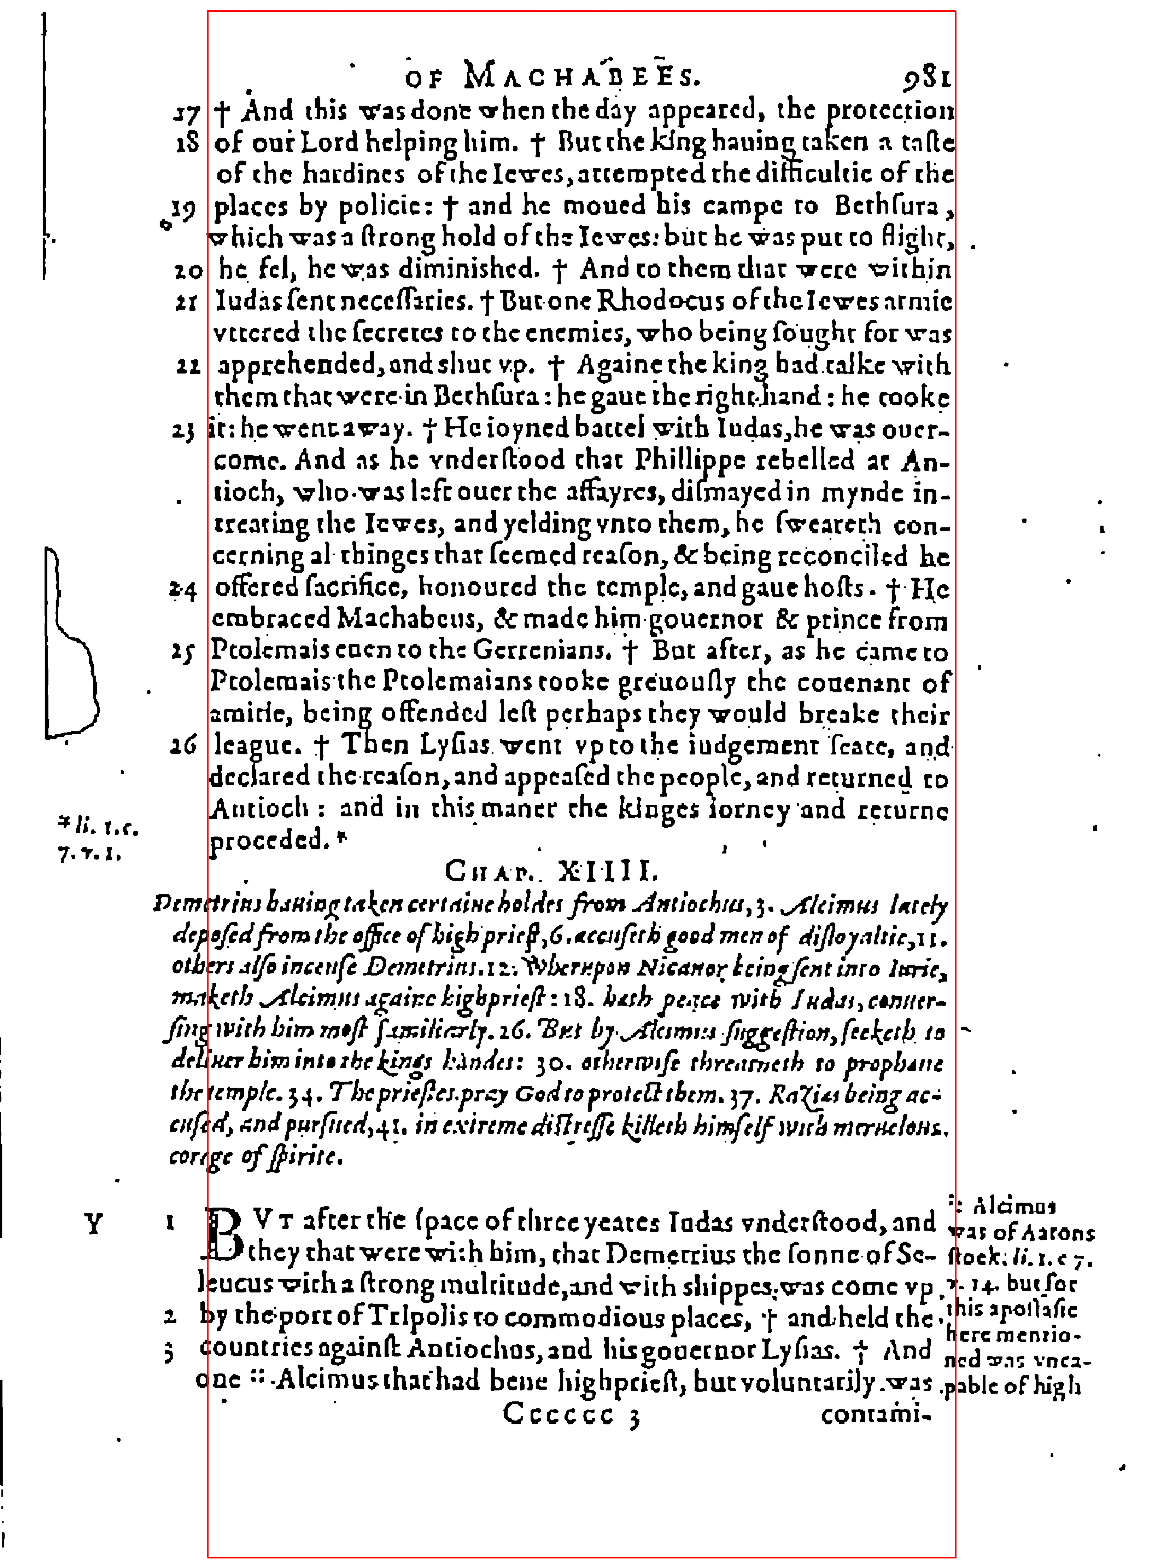 OF MACHABEES. 981
17 † And this was done when the day appeared, the protection
18 of our Lord helping him. † But the king hauing taken a taſte
of the hardines of the Iewes, attempted the difficultie of the
19 places by policie: † and he moued his campe to Bethſura,
which was a ſtrong hold of the Iewes: but he was put to flight,
20 he fel, he was diminished. † And to them that were within
21 Iudas ſent neceſſaries. † But one Rhodocus of the Iewes armie
vttered the ſecretes to the enemies, who being ſought for was
22 apprehended, and shut vp. † Againe the king had talke with
them that were in Bethſura: he gaue the right hand: he tooke
23 it: he went away. † He ioyned battel with Iudas, he was ouer-
come. And as he vnderſtood that Phillippe rebelled at An-
tioch, who was left ouer the affayres, diſmayed in mynde in-
treating the Iewes, and yelding vnto them, he ſweareth con-
cerning al thinges that ſeemed reaſon, & being reconciled he
24 offered ſacrifice, honoured the temple, and gaue hoſts. † He
embraced Machabeus, & made him gouernor & prince from
25 Ptolemais euen to the Gerrenians. † But after, as he came to
Ptolemais the Ptolemaians tooke greuouſly the couenant of
amitie, being offended leſt perhaps they would breake their
26 league. † Then Lyſias went vp to the iudgement ſeate, and
declared the reaſon, and appeaſed the people, and returned to
Antioch: and in this maner the kinges iorney and returne
proceded. *
* li. 1. c.
7. v. 1.
CHAP. XIIII.
Demetrius hauing taken certaine holdes from Antiochus, 3. Alcimus lately
depoſed from the office of high prieſt, 6. accuſeth good men of diſloyaltie, 11.
others alſo incenſe Demetrius. 12. Wherupon Nicanor being ſent into Iurie,
maketh Alcimus againe highprieſt: 18. hath peace with Iudas, conuer-
ſing with him moſt familiarly. 26. But by Alcimus ſuggeſtion, ſeeketh to
deliuer him into the kings handes: 30. otherwiſe threatneth to prophane
the temple. 34. The prieſtes pray God to protect them. 37. Razias being ac-
cuſed, and purſued, 41. in extreme diſtreſſe killeth himſelf with meruelous
corege of ſpirite.
Y 1 BVT after the ſpace of three yeares Iudas vnderſtood, and
they that were with him, that Demetrius the ſonne of Se-
leucus with a ſtrong multitude, and with shippes, was come vp
2 by the port of Tripolis to commodious places, † and held the
3 countries againſt Antiochus, and his gouernor Lyſias. † And
one :: Alcimus that had bene highprieſt, but voluntarily was
:: Alcimus
was of Aarons
ſtock. li. 1. c 7.
v. 14. but for
this apoſtaſie
here mentio-
ned was vnca-
pable of high
Cccccc 3 contami-